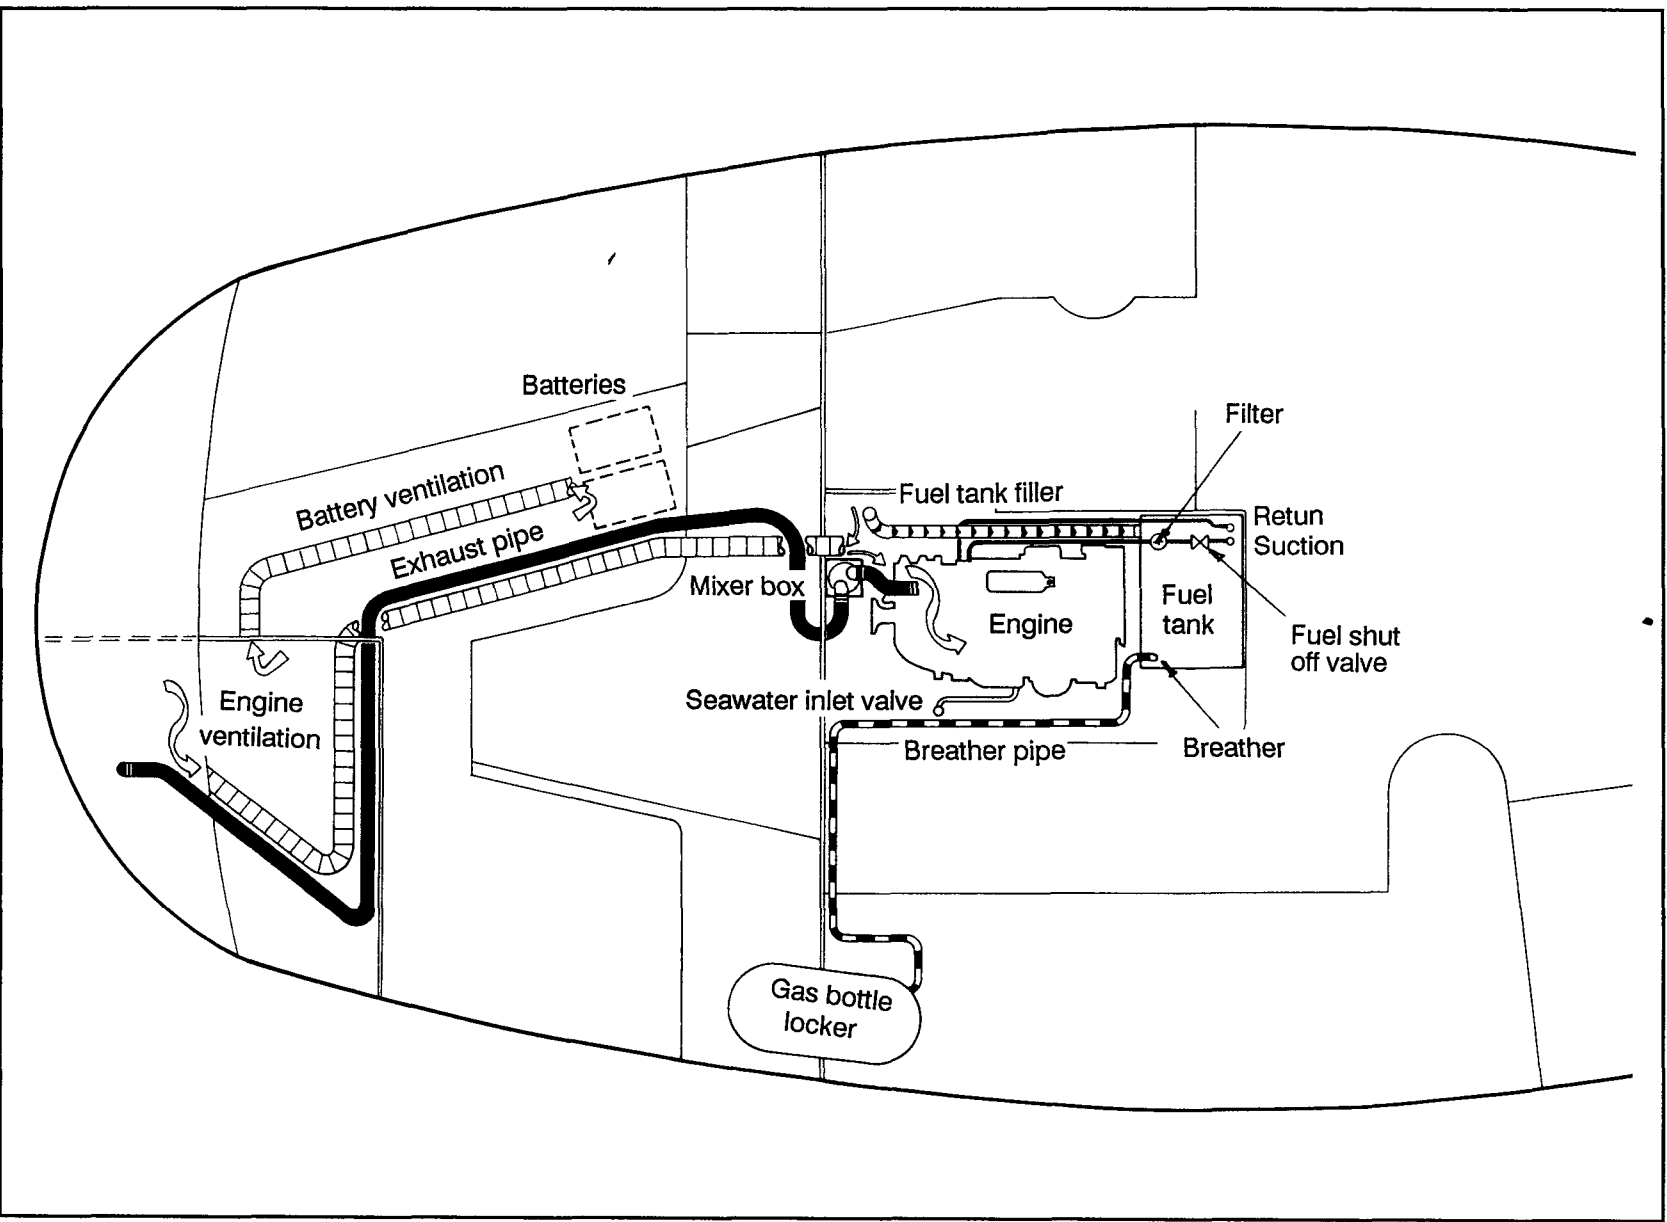 Batteries
Filter
Battery ventilation
Fuel tank filler
Retun
Suction
Exhaust pipe
Mixer box
Fuel
tank
Engine
Fuel shut
off valve
Engine
ventilation
Seawater inlet valve
Breather pipe
Breather
Gas bottle
locker